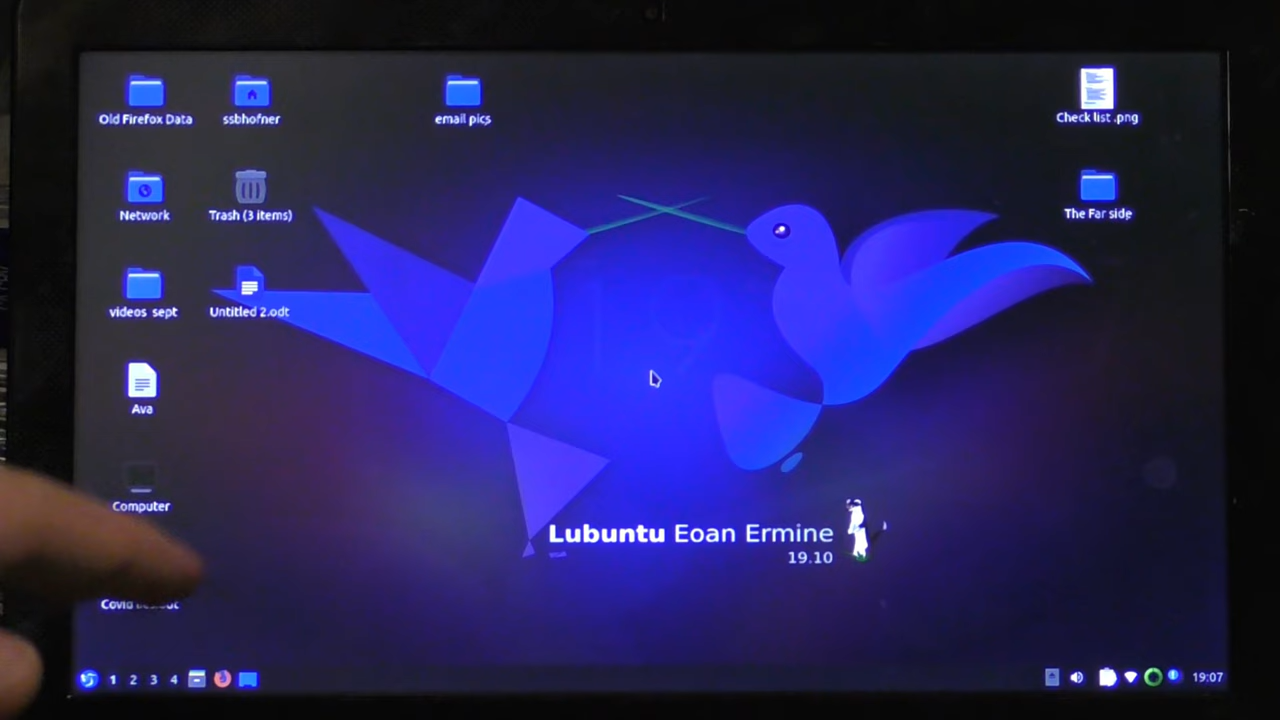 Old Firefox Data
ssbhofner
email pics
Check list .png
Network
Trash (3 items)
The Far side
videos sept
Untitled 2.odt
Ava
Computer
Lubuntu Eoan Ermine
19.10
Covid
1 2 3 4
19:07